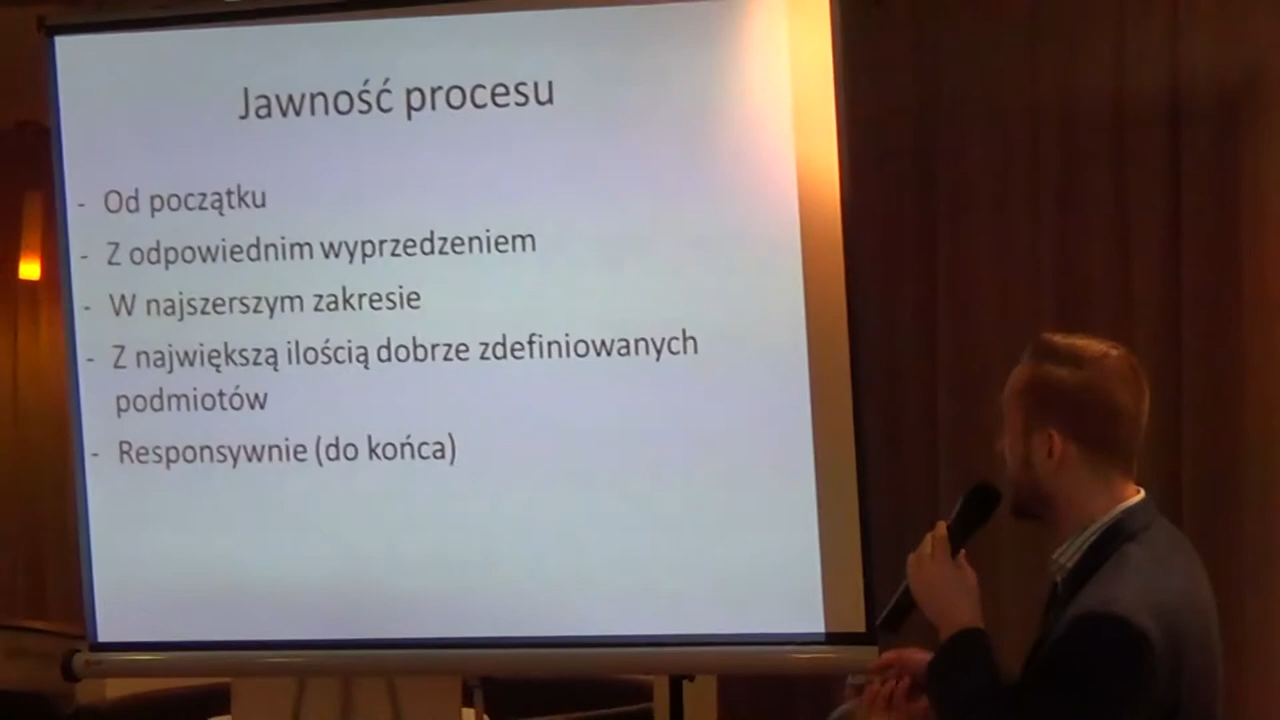 Jawność procesu
- Od początku
- Z odpowiednim wyprzedzeniem
- W najszerszym zakresie
- Z największą ilością dobrze zdefiniowanych
podmiotów
- Responsywnie (do końca)